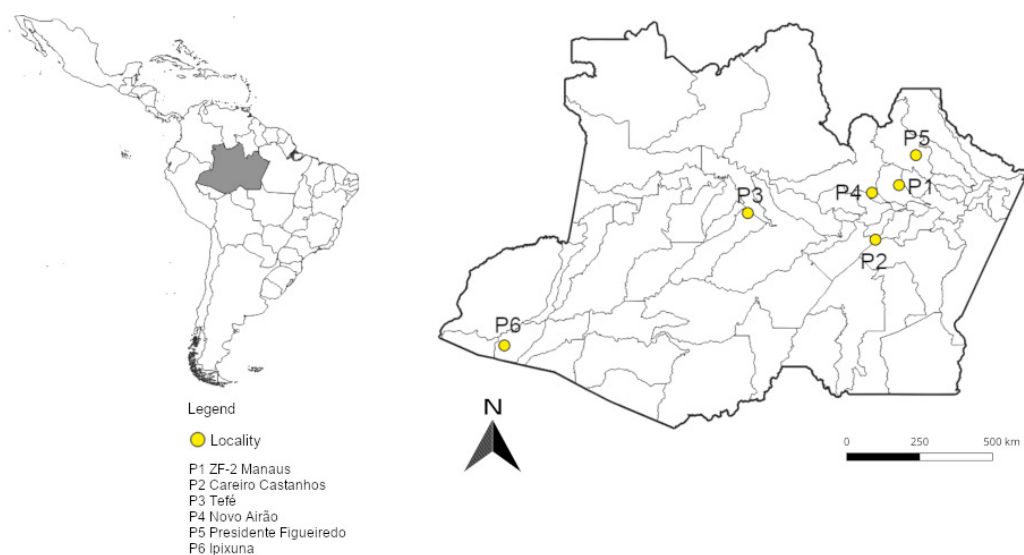 P5
P3
P4
P1
P2
P6
Legend
Locality
P1 ZF-2 Manaus
P2 Careiro Castanhos
P3 Tefé
P4 Novo Airão
P5 Presidente Figueiredo
P6 Ipixuna
N
0 250 500 km